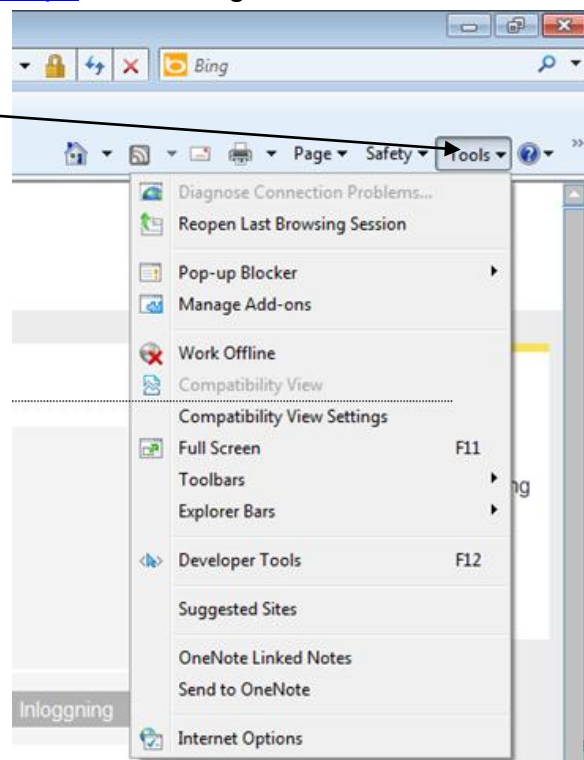 Bing
Page Safety Tools
Diagnose Connection Problems...
Reopen Last Browsing Session
Pop-up Blocker
Manage Add-ons
Work Offline
Compatibility View
Compatibility View Settings
Full Screen F11
Toolbars
Explorer Bars
ng
Developer Tools F12
Suggested Sites
OneNote Linked Notes
Send to OneNote
Inloggning
Internet Options